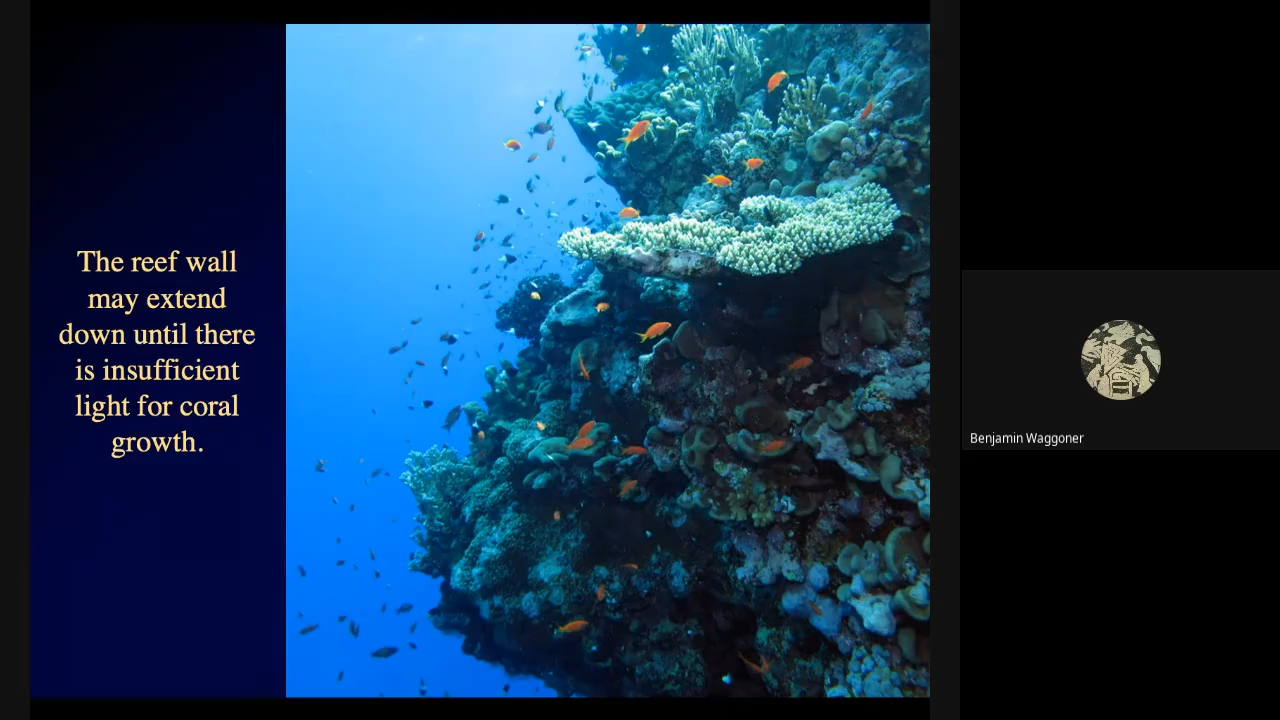 The reef wall
may extend
down until there
is insufficient
light for coral
growth.
Benjamin Waggoner